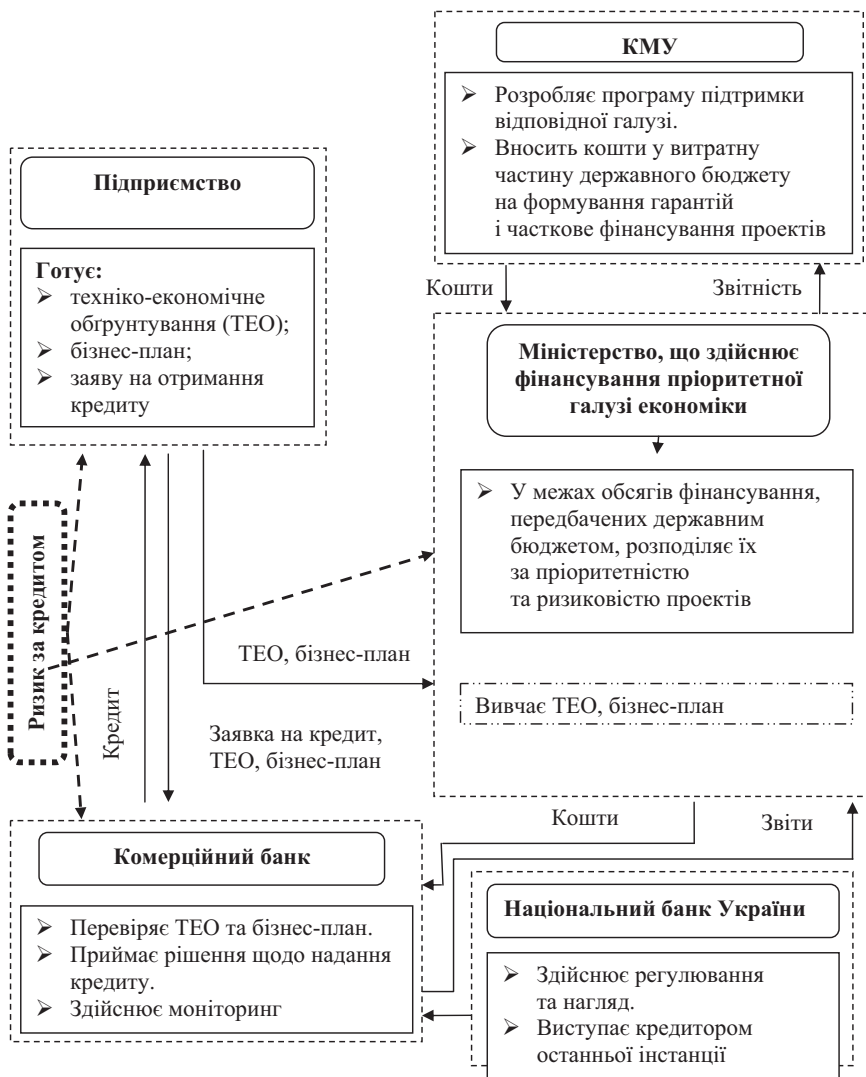 КМУ
➢ Розробляє програму підтримки
відповідної галузі.
➢ Вносить кошти у витратну
частину державного бюджету
на формування гарантій
і часткове фінансування проектів
Підприємство
Готує:
➢ техніко-економічне
обґрунтування (ТЕО);
➢ бізнес-план;
➢ заяву на отримання
кредиту
Кошти
Звітність
Міністерство, що здійснює
фінансування пріоритетної
галузі економіки
➢ У межах обсягів фінансування,
передбачених державним
бюджетом, розподіляє їх
за пріоритетністю
та ризиковістю проектів
Ризик за кредитом
Кредит
ТЕО, бізнес-план
Вивчає ТЕО, бізнес-план
Заявка на кредит,
ТЕО, бізнес-план
Кошти
Звіти
Комерційний банк
➢ Перевіряє ТЕО та бізнес-план.
➢ Приймає рішення щодо надання
кредиту.
➢ Здійснює моніторинг
Національний банк України
➢ Здійснює регулювання
та нагляд.
➢ Виступає кредитором
останньої інстанції